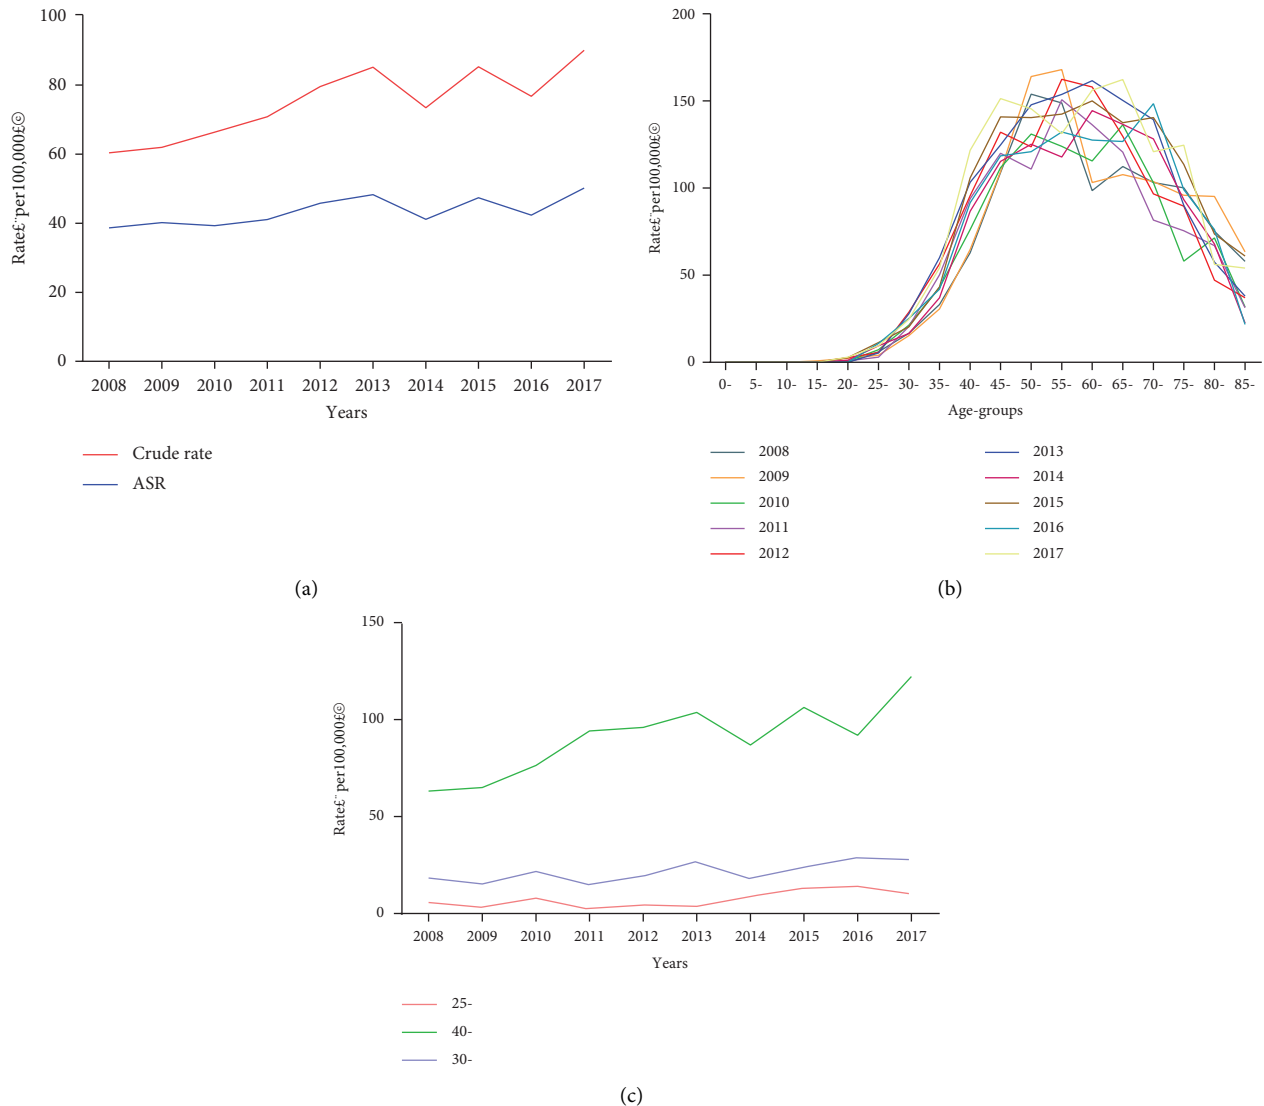 100
80
60
40
20
0
Rate£¨per100,000£©
2008 2009 2010 2011 2012 2013 2014 2015 2016 2017
Years
Crude rate
ASR
(a)
200
150
100
50
0
Rate£¨per100,000£©
0- 5- 10- 15- 20- 25- 30- 35- 40- 45- 50- 55- 60- 65- 70- 75- 80- 85-
Age-groups
2008
2009
2010
2011
2012
2013
2014
2015
2016
2017
(b)
150
100
50
0
Rate£¨per100,000£©
2008 2009 2010 2011 2012 2013 2014 2015 2016 2017
Years
25-
40-
30-
(c)